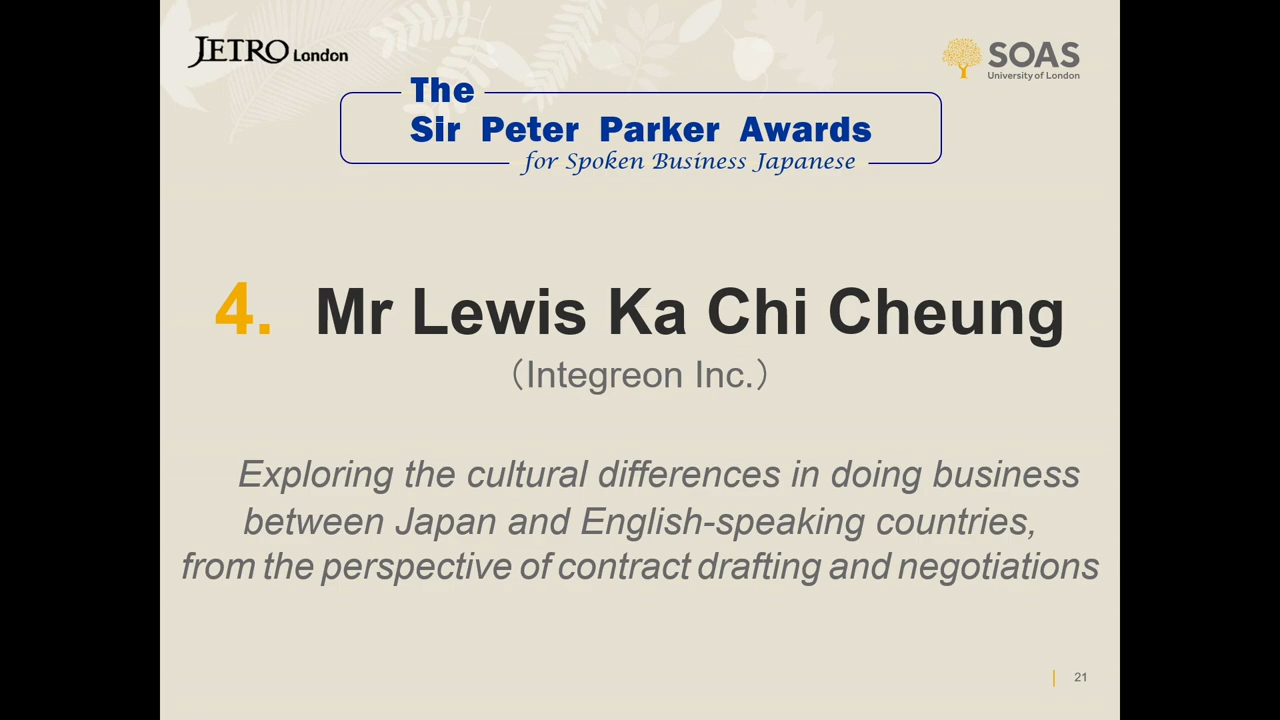 JETRO London
SOAS
University of London
The
Sir Peter Parker Awards
for Spoken Business Japanese
4. Mr Lewis Ka Chi Cheung
（Integreon Inc.）
Exploring the cultural differences in doing business
between Japan and English-speaking countries,
from the perspective of contract drafting and negotiations
21